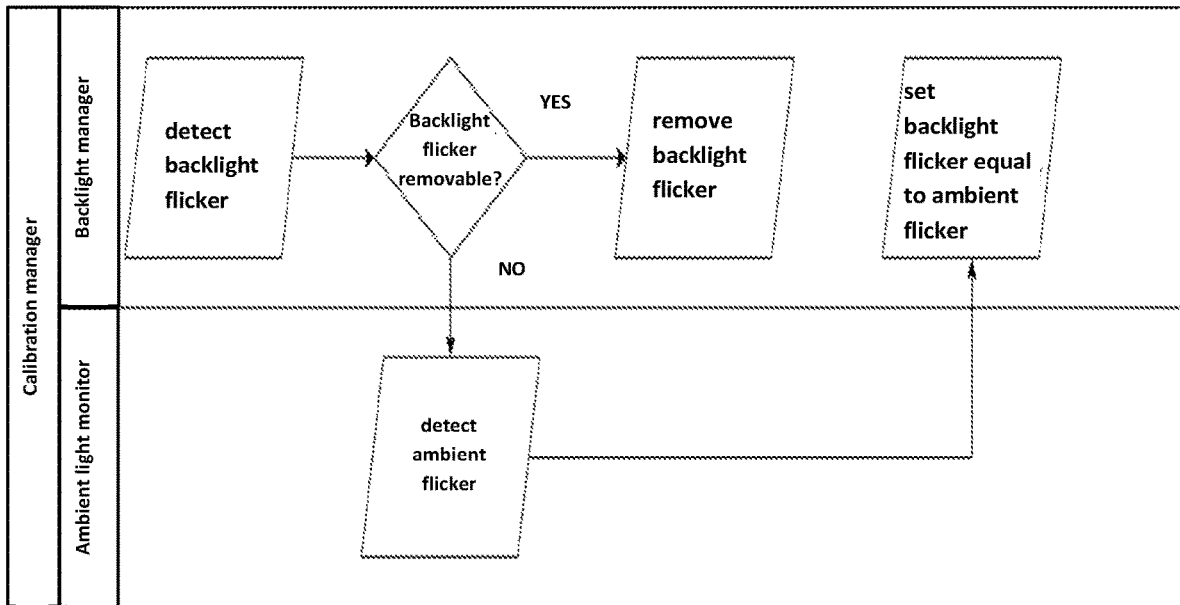 Calibration manager
Backlight manager
detect
backlight
flicker
Backlight
flicker
removable?
YES
NO
remove
backlight
flicker
set
backlight
flicker equal
to ambient
flicker
Ambient light monitor
detect
ambient
flicker